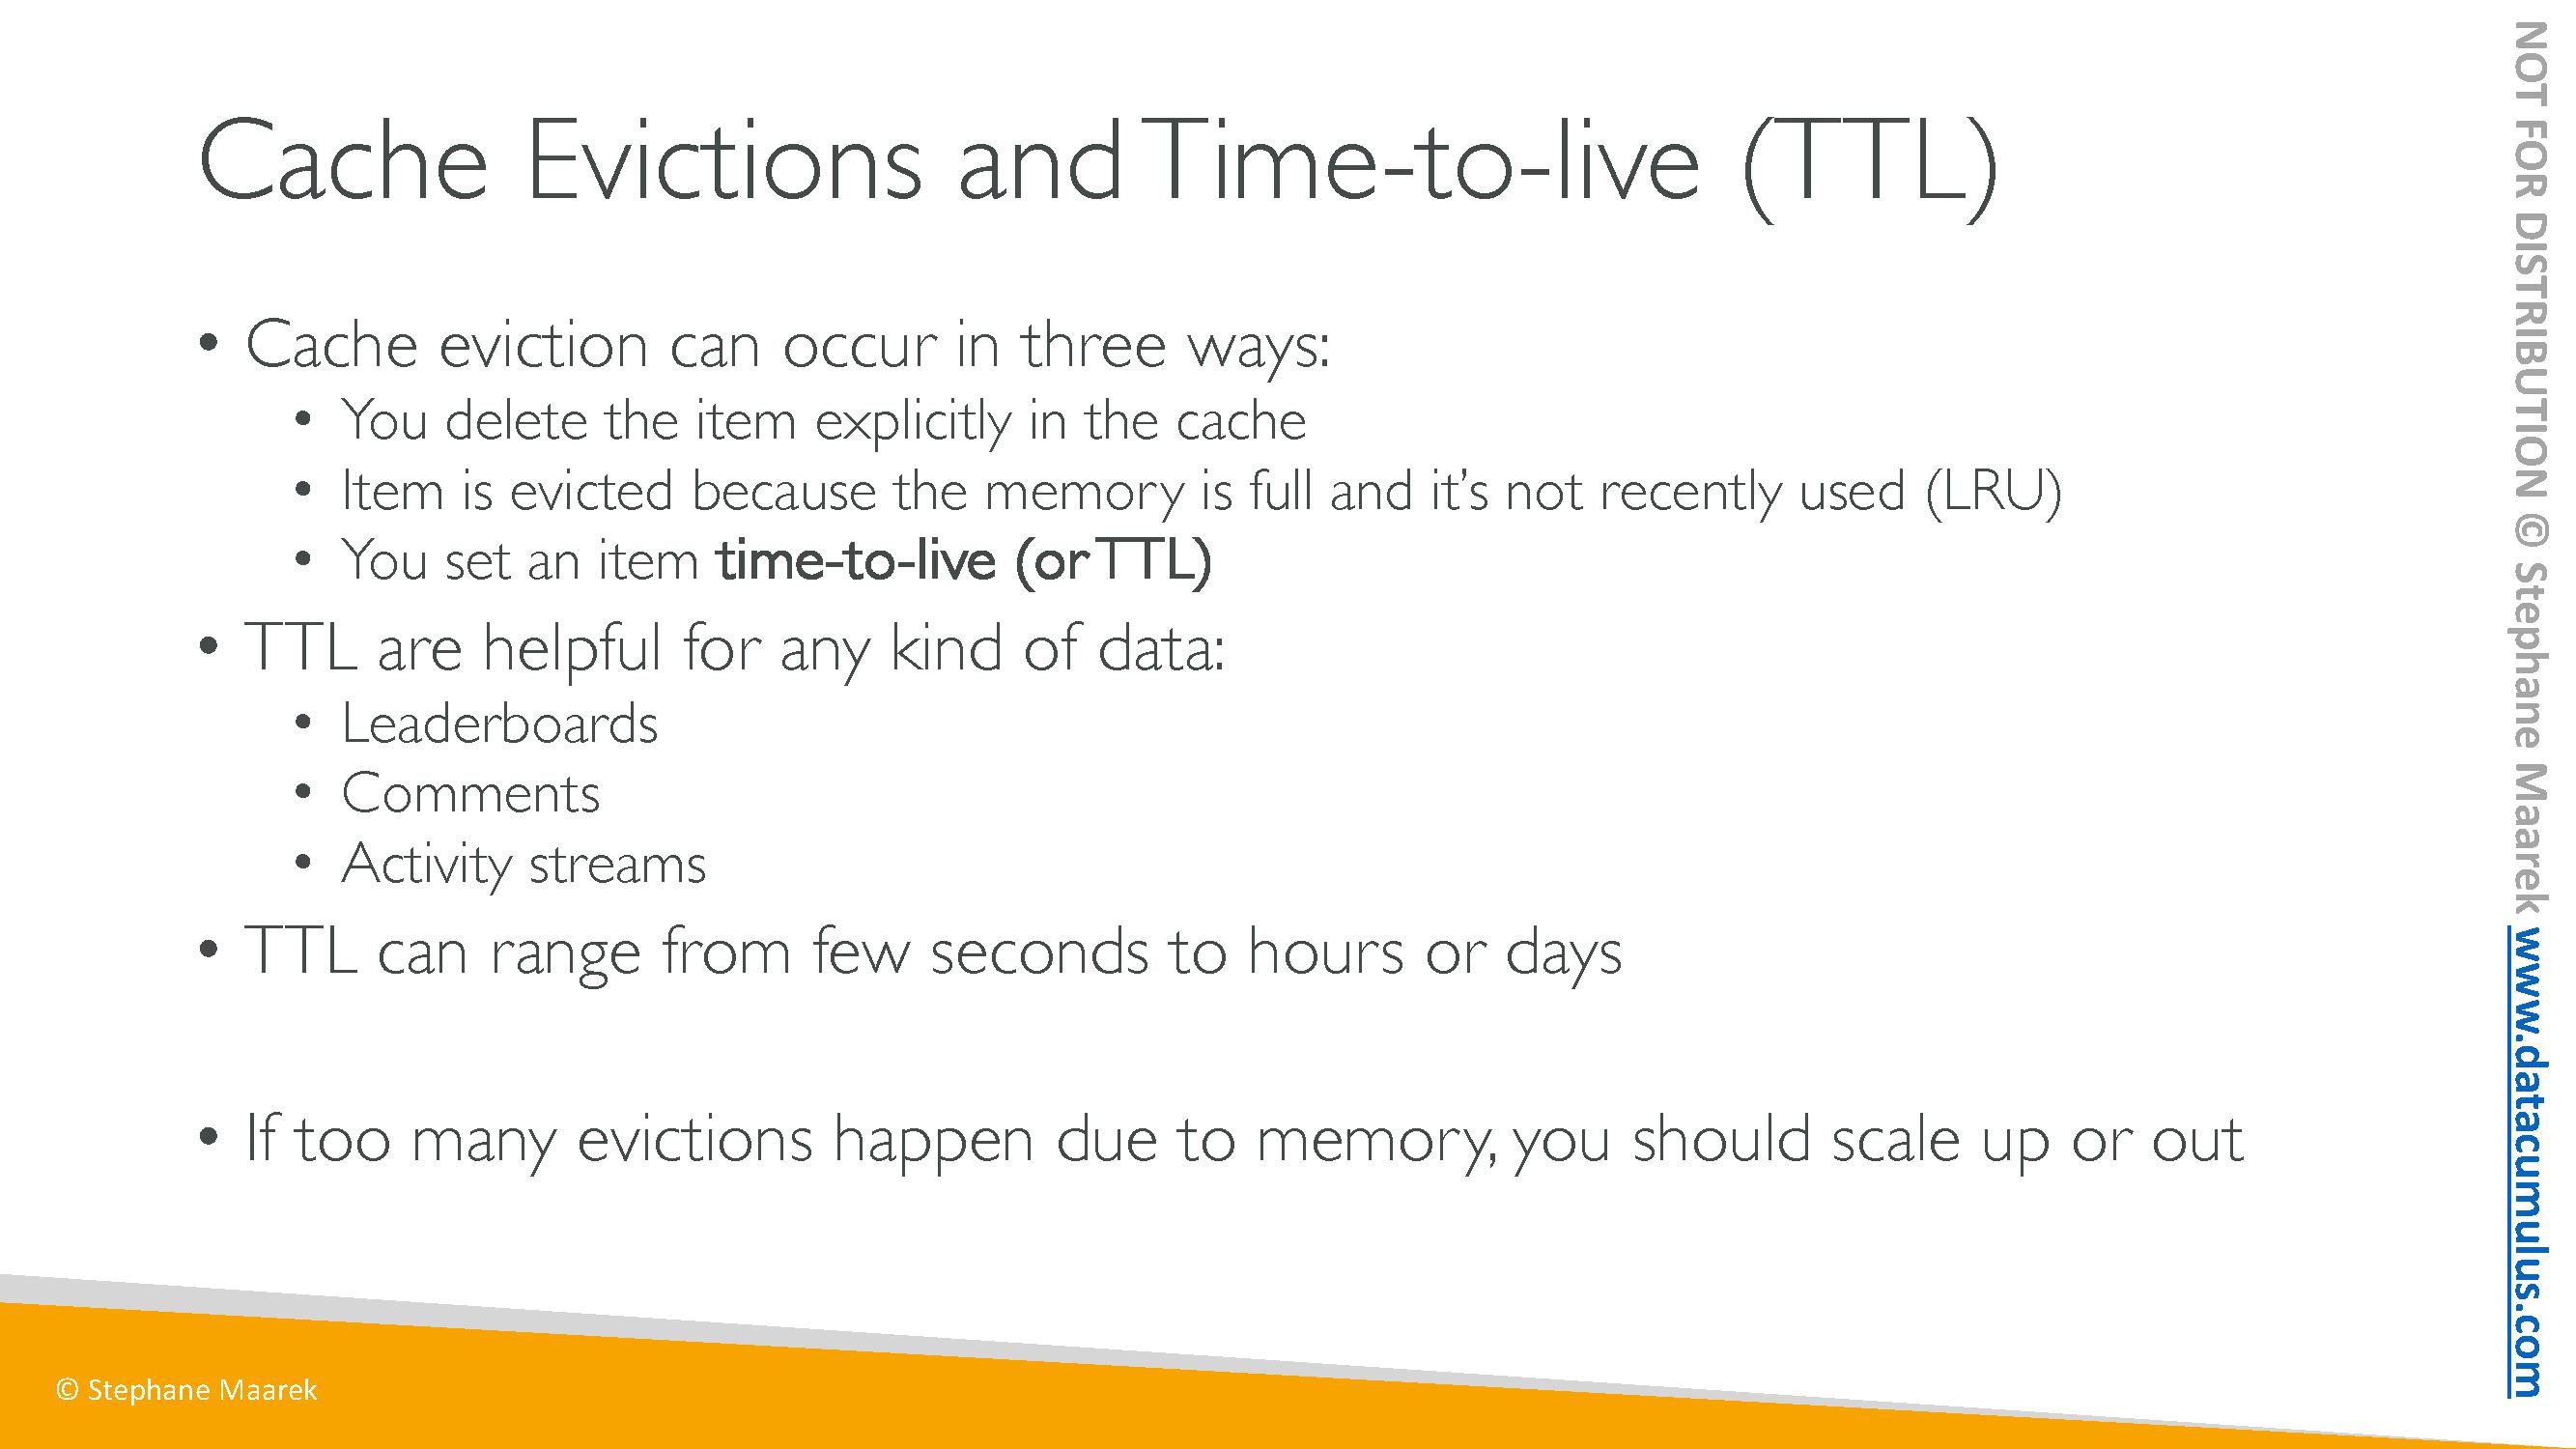 Cache Evictions and Time-to-live (TTL)
• Cache eviction can occur in three ways:
• You delete the item explicitly in the cache
• Item is evicted because the memory is full and it’s not recently used (LRU)
• You set an item time-to-live (or TTL)
• TTL are helpful for any kind of data:
• Leaderboards
• Comments
• Activity streams
• TTL can range from few seconds to hours or days
• If too many evictions happen due to memory, you should scale up or out
© Stephane Maarek
NOT FOR DISTRIBUTION © Stephane Maarek www.datacumulus.com